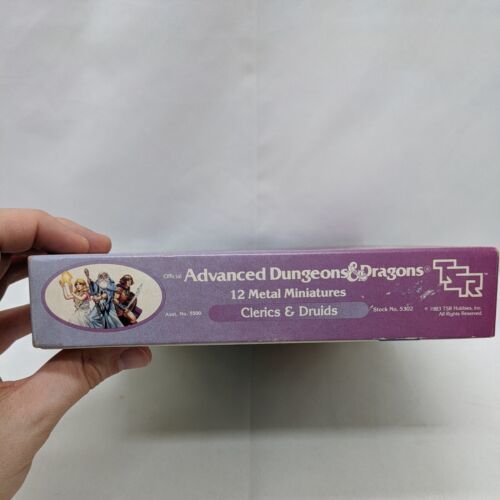 Official Advanced Dungeons & Dragons® TSR
12 Metal Miniatures
Asst. No. 5500 Clerics & Druids Stock No. 5302
© 1983 TSR Hobbies, Inc.
All Rights Reserved.